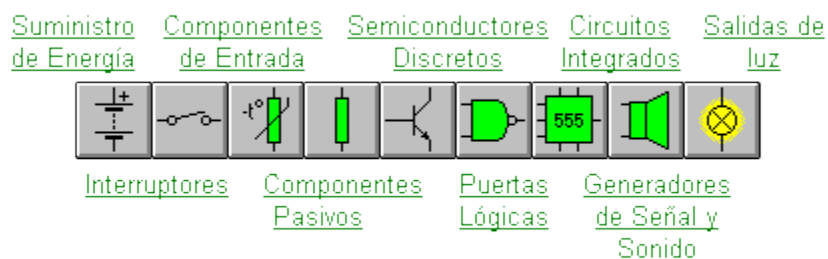 Suministro
de Energía
Componentes
de Entrada
Semiconductores
Discretos
Circuitos
Integrados
Salidas de
luz
+
-t°
555
Interruptores
Componentes
Pasivos
Puertas
Lógicas
Generadores
de Señal y
Sonido